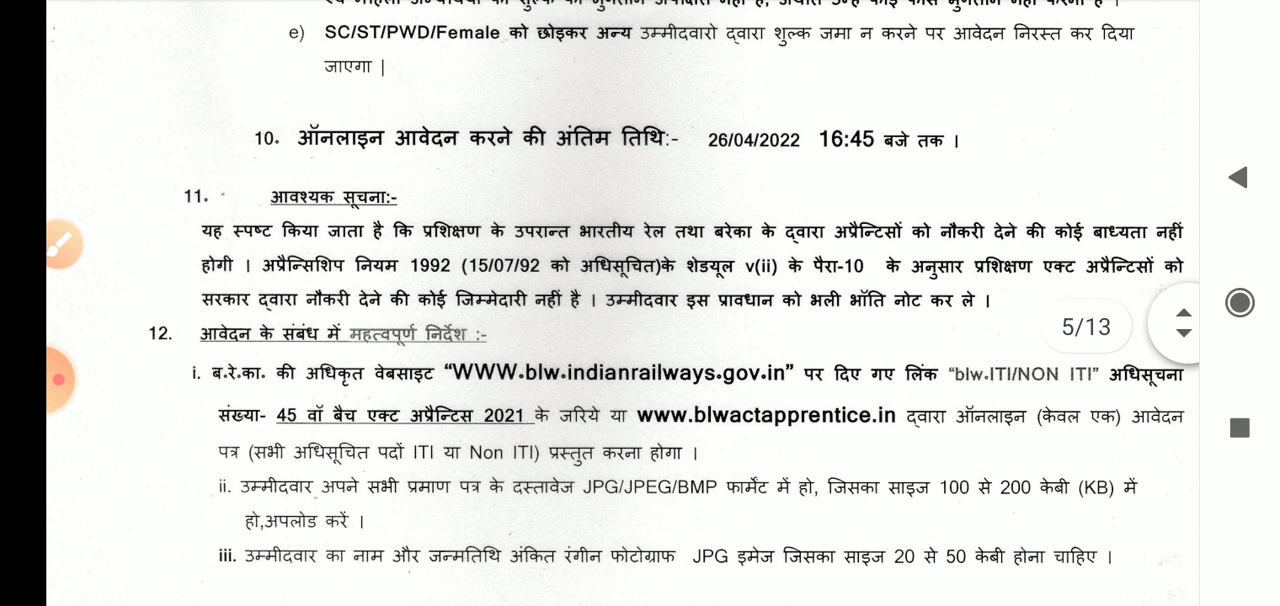 e) SC/ST/PWD/Female को छोड़कर अन्य उम्मीदवारो द्वारा शुल्क जमा न करने पर आवेदन निरस्त कर दिया
जाएगा |
10. ऑनलाइन आवेदन करने की अंतिम तिथि:- 26/04/2022 16:45 बजे तक ।
11. आवश्यक सूचना:-
यह स्पष्ट किया जाता है कि प्रशिक्षण के उपरान्त भारतीय रेल तथा बरेका के द्वारा अप्रैन्टिसों को नौकरी देने की कोई बाध्यता नहीं
होगी । अप्रैन्सिशिप नियम 1992 (15/07/92 को अधिसूचित)के शेडयूल v(ii) के पैरा-10 के अनुसार प्रशिक्षण एक्ट अप्रैन्टिसों को
सरकार द्वारा नौकरी देने की कोई जिम्मेदारी नहीं है । उम्मीदवार इस प्रावधान को भली भाँति नोट कर ले ।
5/13
12. आवेदन के संबंध में महत्वपूर्ण निर्देश :-
i. ब.रे.का. की अधिकृत वेबसाइट “WWW.blw.indianrailways.gov.in” पर दिए गए लिंक “blw.ITI/NON ITI” अधिसूचना
संख्या- 45 वॉ बैच एक्ट अप्रैन्टिस 2021 के जरिये या www.blwactapprentice.in द्वारा ऑनलाइन (केवल एक) आवेदन
पत्र (सभी अधिसूचित पदों ITI या Non ITI) प्रस्तुत करना होगा ।
ii. उम्मीदवार अपने सभी प्रमाण पत्र के दस्तावेज JPG/JPEG/BMP फार्मेट में हो, जिसका साइज 100 से 200 केबी (KB) में
हो,अपलोड करें ।
iii. उम्मीदवार का नाम और जन्मतिथि अंकित रंगीन फोटोग्राफ JPG इमेज जिसका साइज 20 से 50 केबी होना चाहिए ।